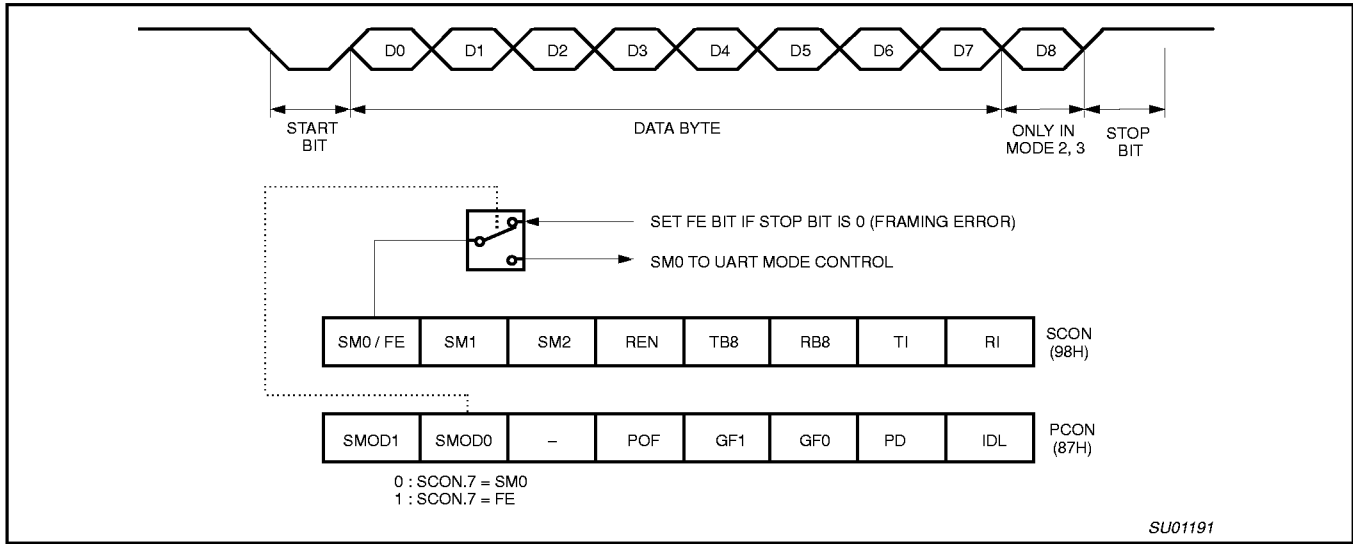 D0 D1 D2 D3 D4 D5 D6 D7 D8
START
BIT
DATA BYTE
ONLY IN
MODE 2, 3
STOP
BIT
SET FE BIT IF STOP BIT IS 0 (FRAMING ERROR)
SM0 TO UART MODE CONTROL
SM0 / FE SM1 SM2 REN TB8 RB8 TI RI
SCON
(98H)
SMOD1 SMOD0 – POF GF1 GF0 PD IDL
PCON
(87H)
0 : SCON.7 = SM0
1 : SCON.7 = FE
SU01191